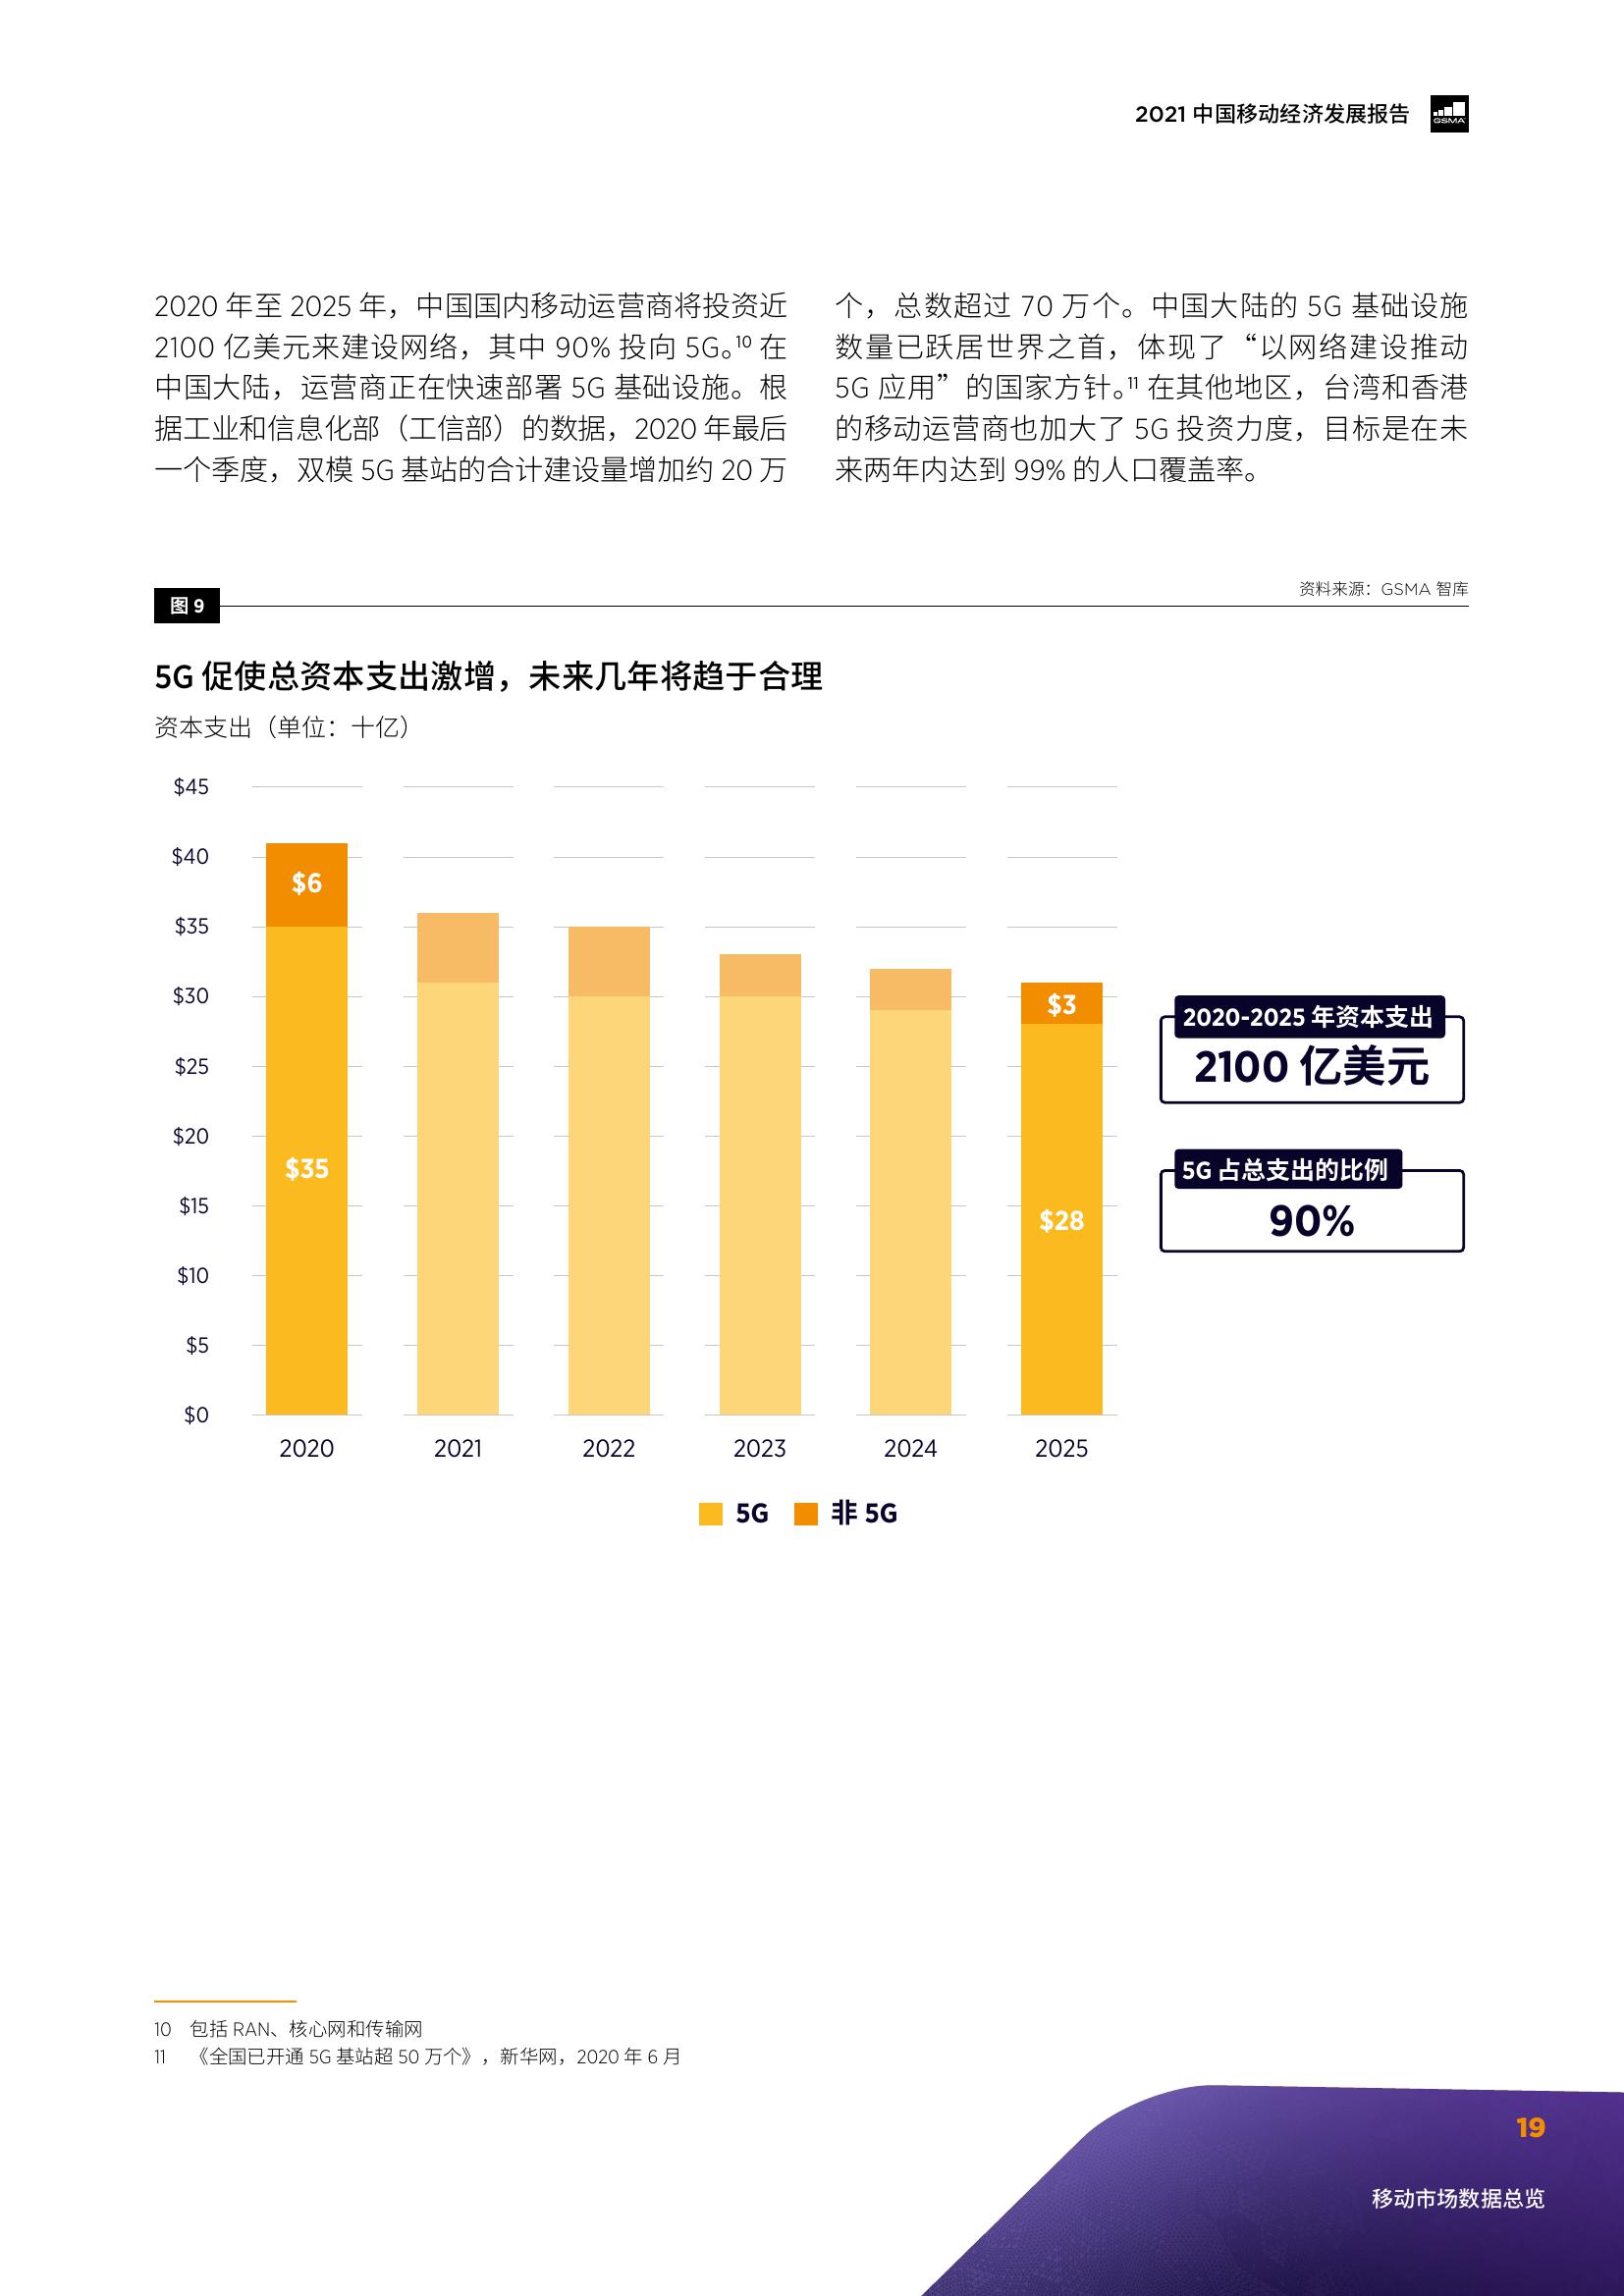 2021 中国移动经济发展报告
GSMA
2020 年至 2025 年，中国国内移动运营商将投资近
2100 亿美元来建设网络，其中 90% 投向 5G。10 在
中国大陆，运营商正在快速部署 5G 基础设施。根
据工业和信息化部（工信部）的数据，2020 年最后
一个季度，双模 5G 基站的合计建设量增加约 20 万
个，总数超过 70 万个。中国大陆的 5G 基础设施
数量已跃居世界之首，体现了“以网络建设推动
5G 应用”的国家方针。11 在其他地区，台湾和香港
的移动运营商也加大了 5G 投资力度，目标是在未
来两年内达到 99% 的人口覆盖率。
资料来源：GSMA 智库
图 9
5G 促使总资本支出激增，未来几年将趋于合理
资本支出（单位：十亿）
$45
$40
$35
$30
$25
$20
$15
$10
$5
$0
$6
$35
$3
$28
2020
2021
2022
2023
2024
2025
5G
非 5G
2020-2025 年资本支出
2100 亿美元
5G 占总支出的比例
90%
10 包括 RAN、核心网和传输网
11 《全国已开通 5G 基站超 50 万个》，新华网，2020 年 6 月
19
移动市场数据总览